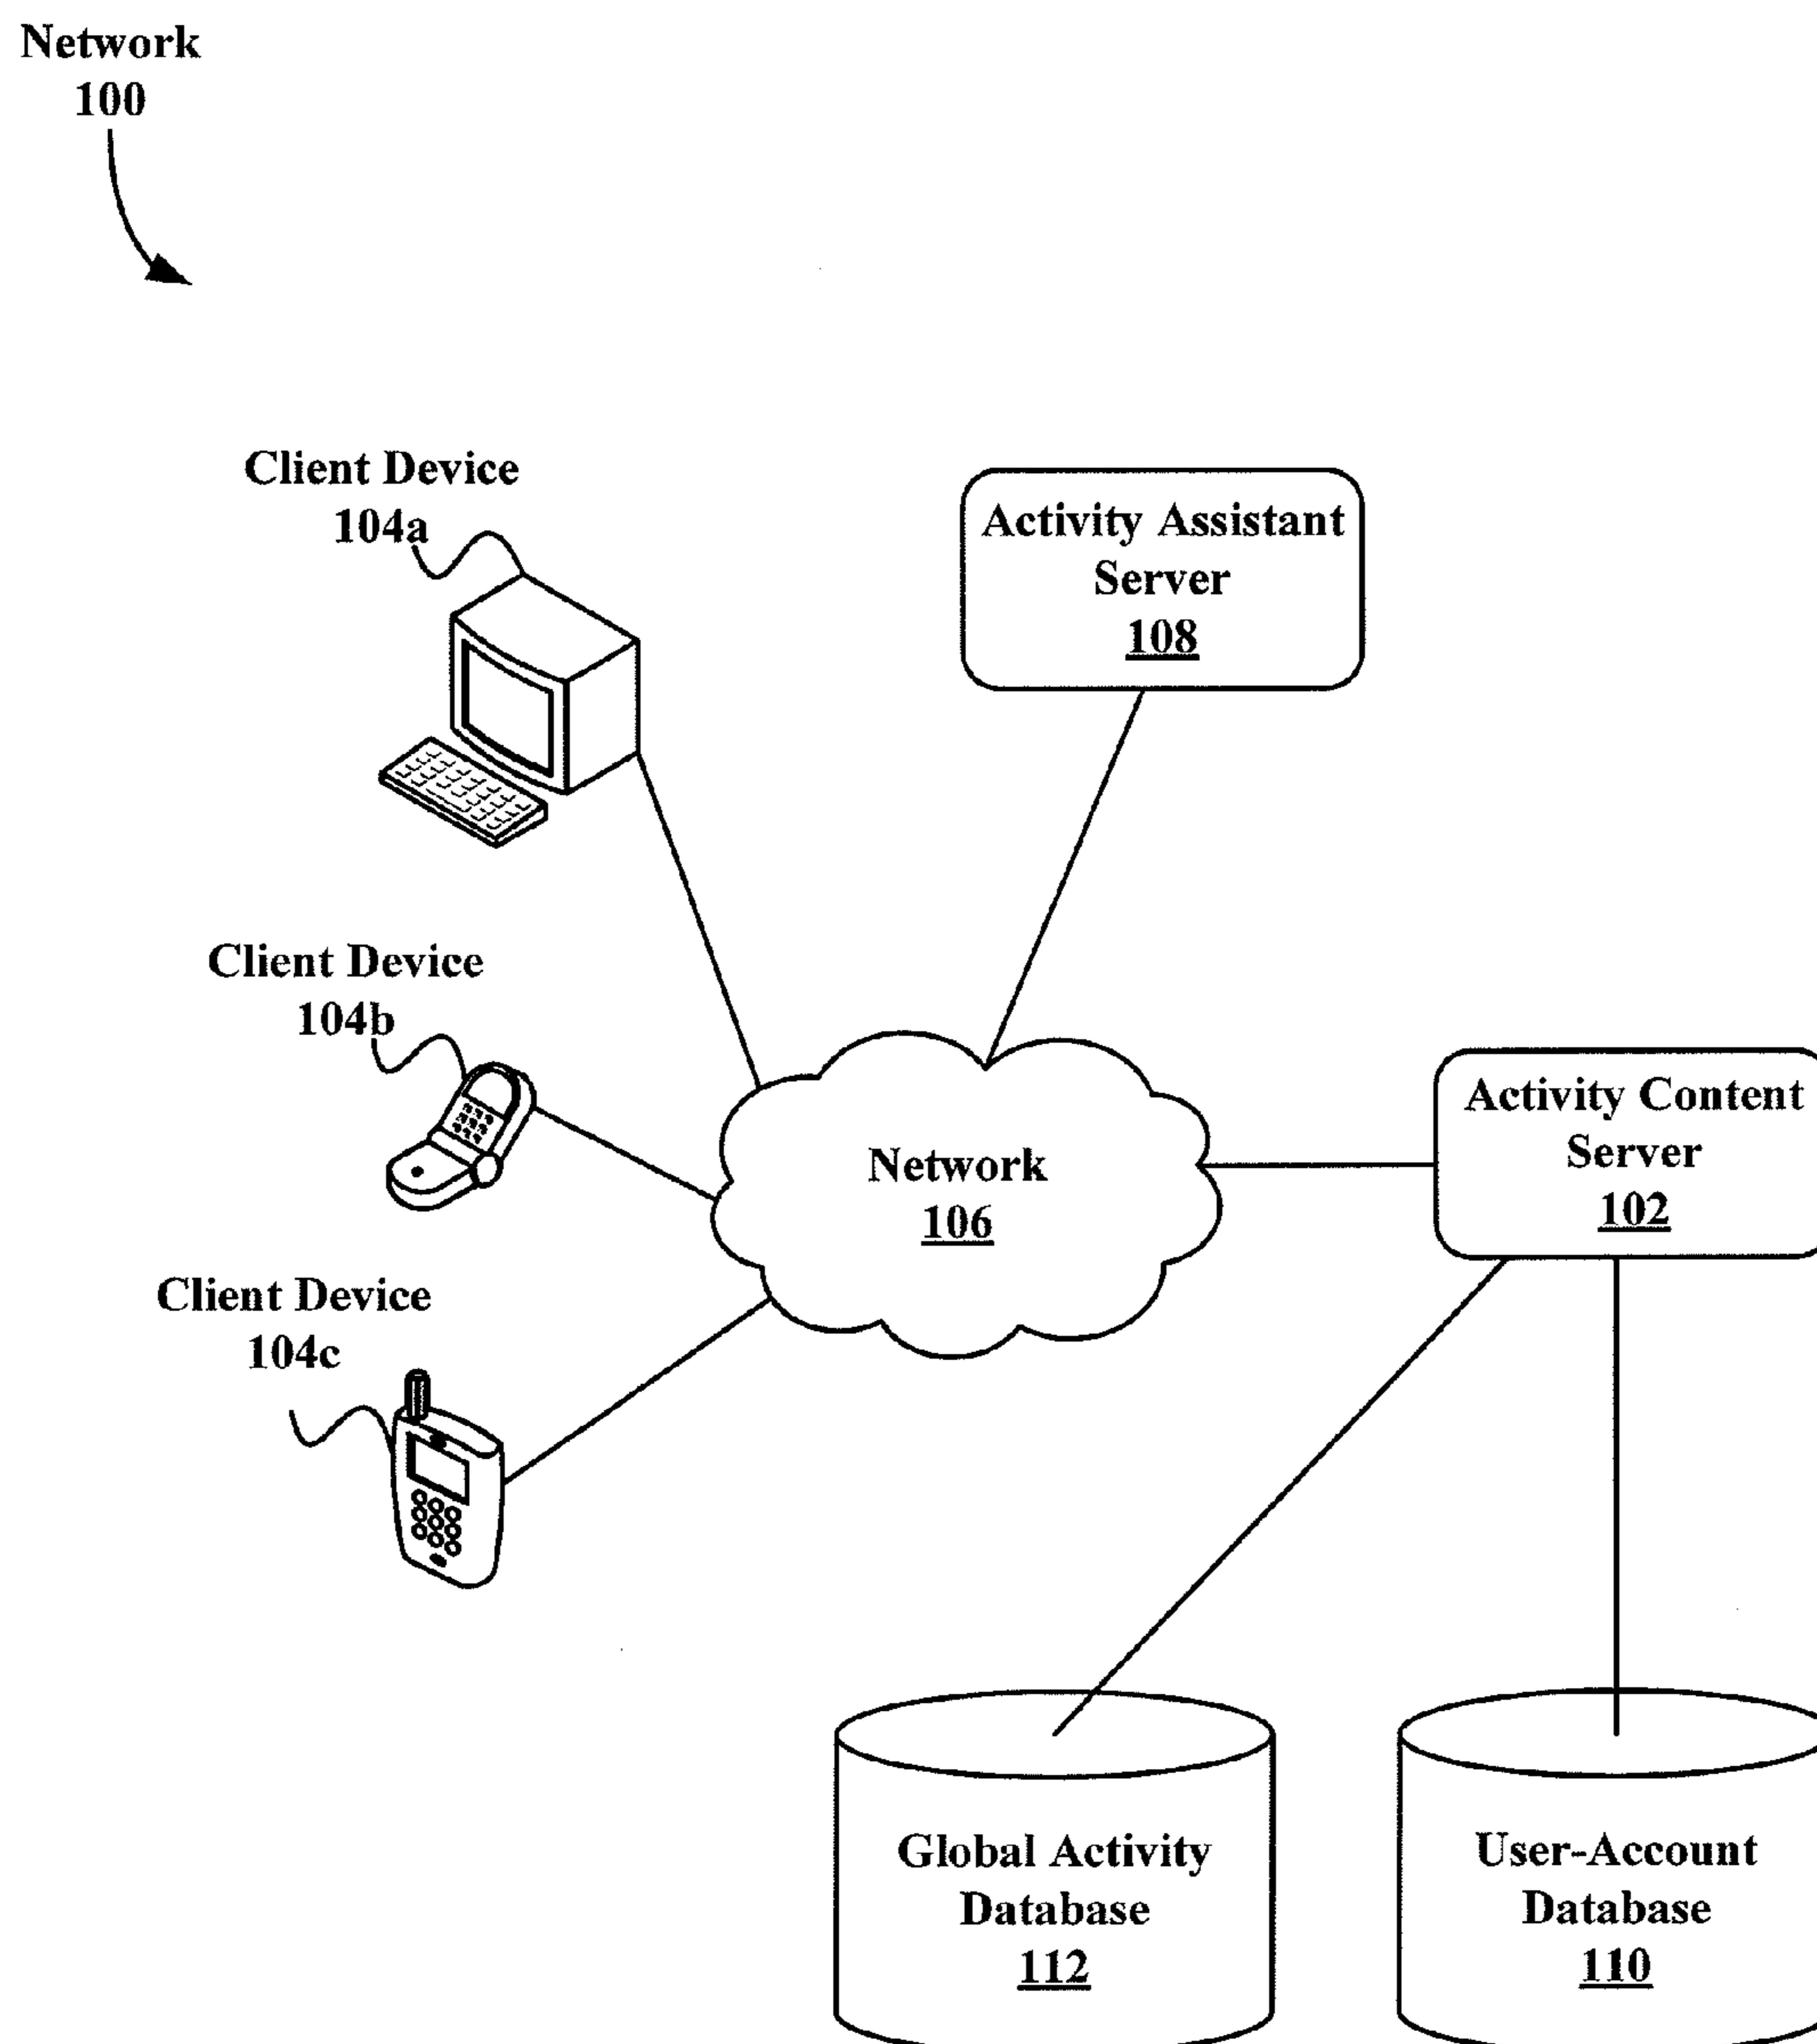 Network
100
Client Device
104a
Activity Assistant
Server
108
Client Device
104b
Activity Content
Server
102
Network
106
Client Device
104c
Global Activity
Database
112
User-Account
Database
110